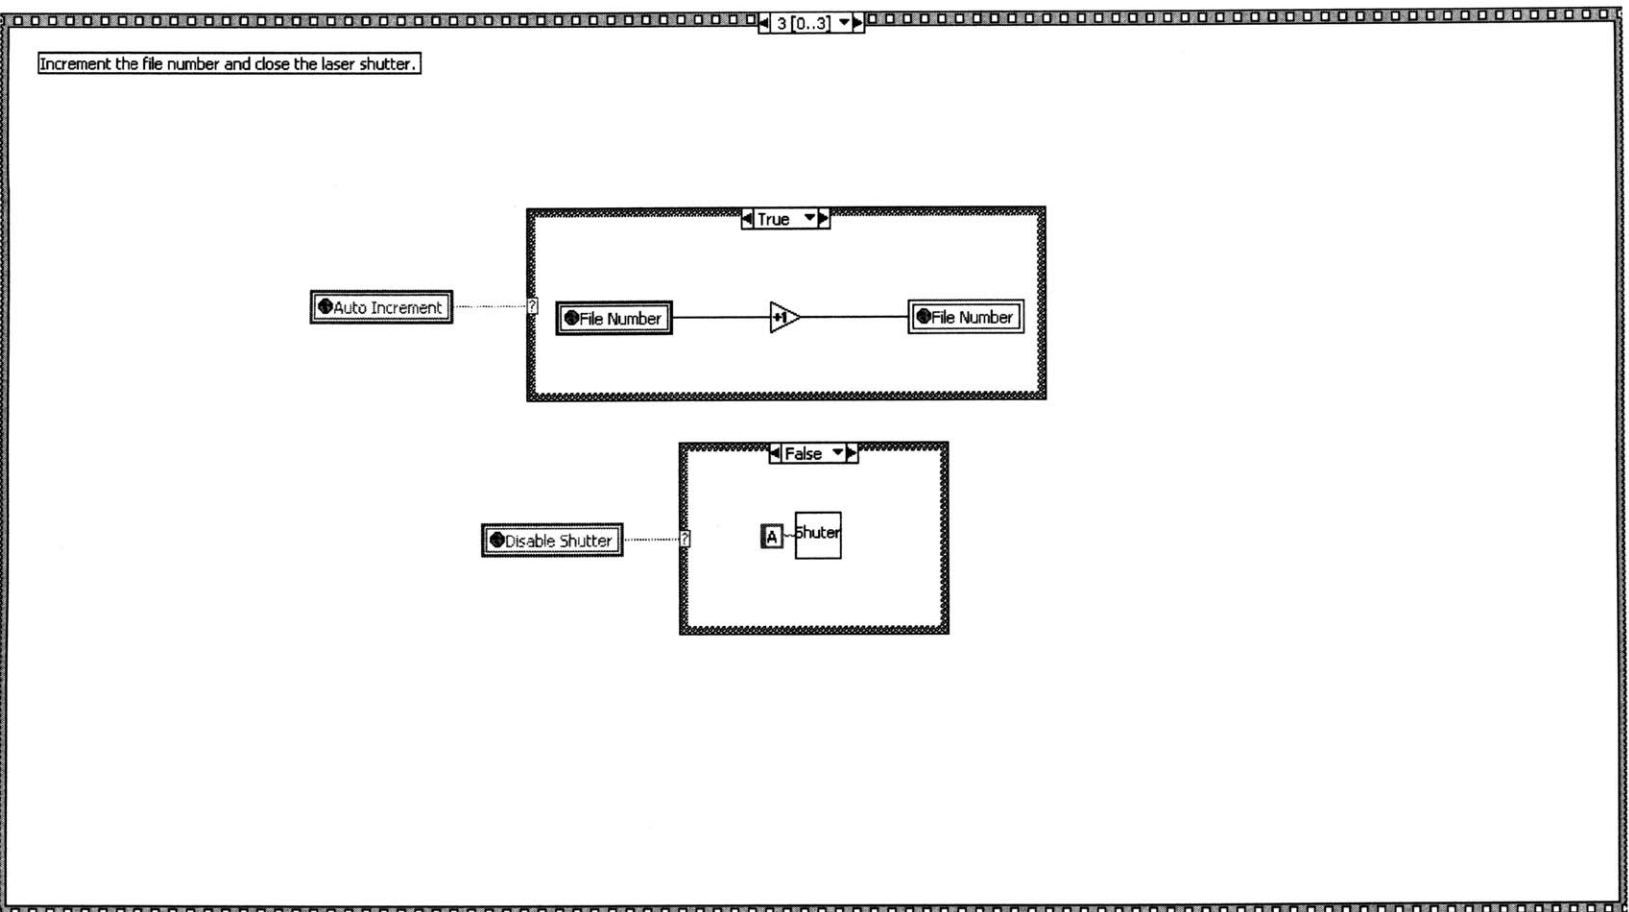 3 [0..3]
Increment the file number and close the laser shutter.
True
Auto Increment
?
File Number
+1
File Number
False
Disable Shutter
?
A
Shuter